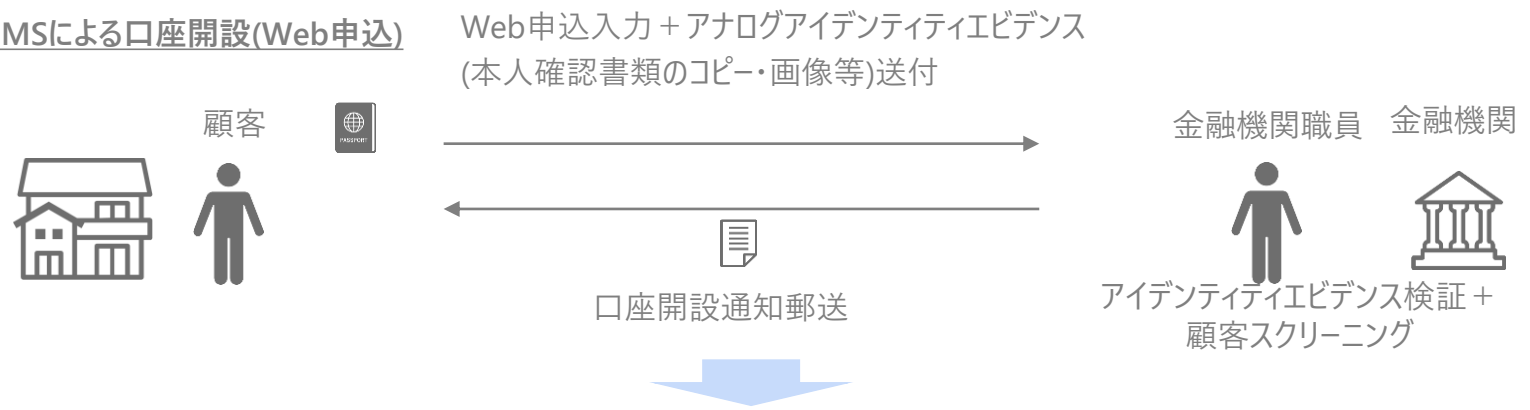 MSによる口座開設(Web申込)
Web申込入力＋アナログアイデンティティエビデンス
(本人確認書類のコピー・画像等)送付
顧客
PASSPORT
金融機関職員
金融機関
口座開設通知郵送
アイデンティティエビデンス検証＋
顧客スクリーニング